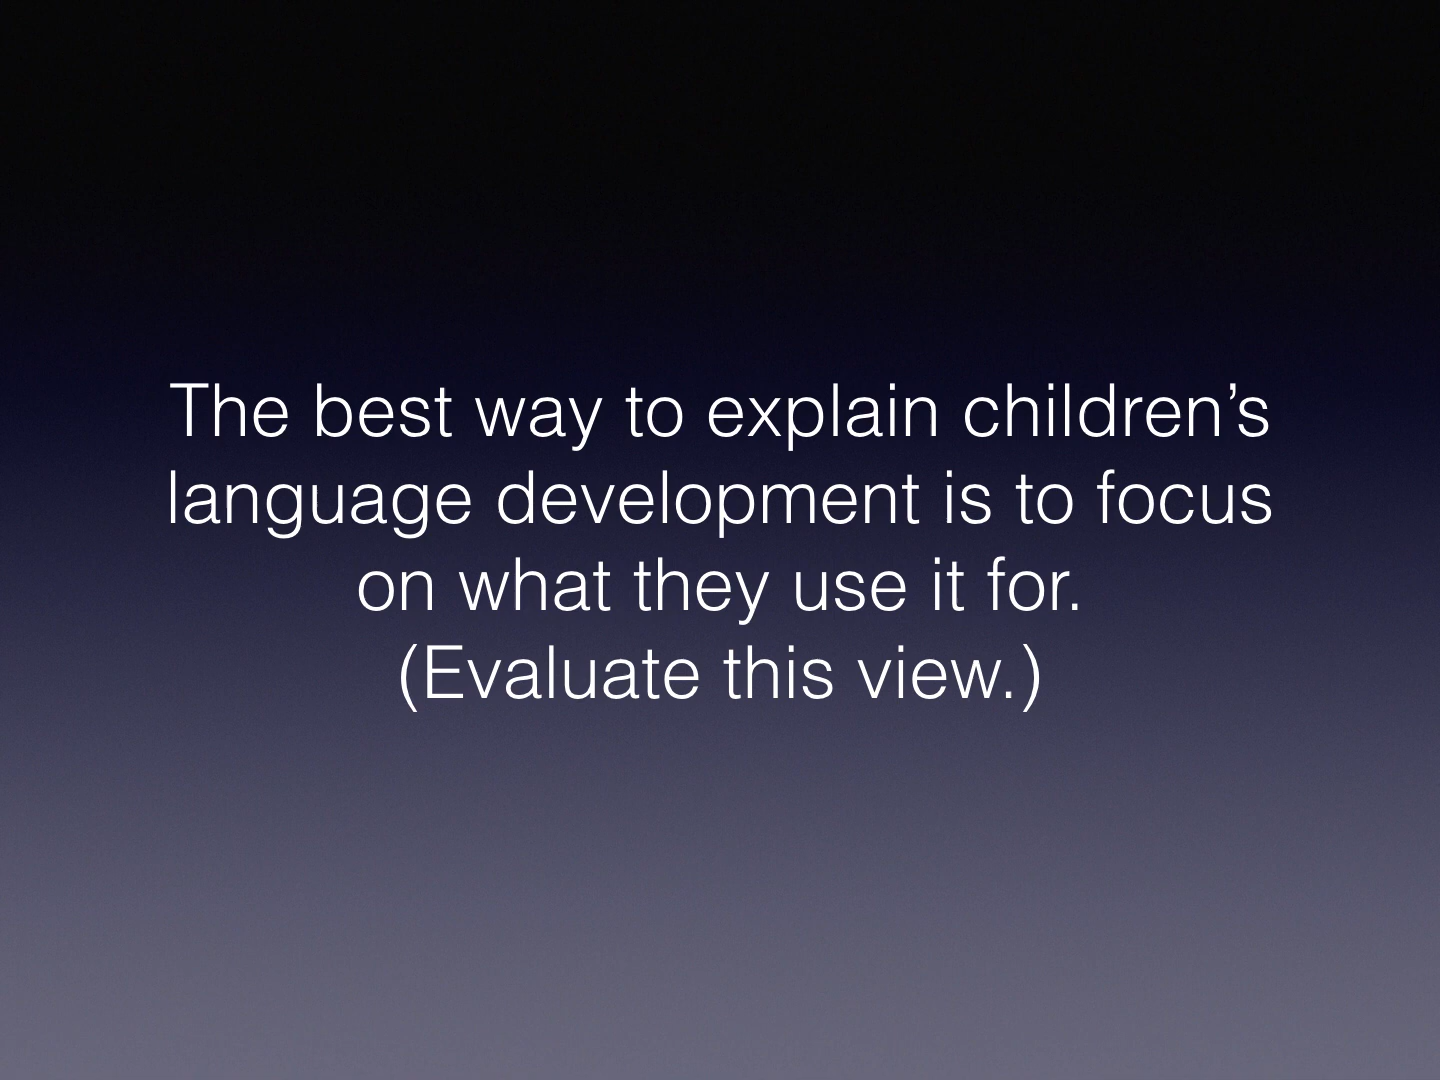 The best way to explain children’s
language development is to focus
on what they use it for.
(Evaluate this view.)